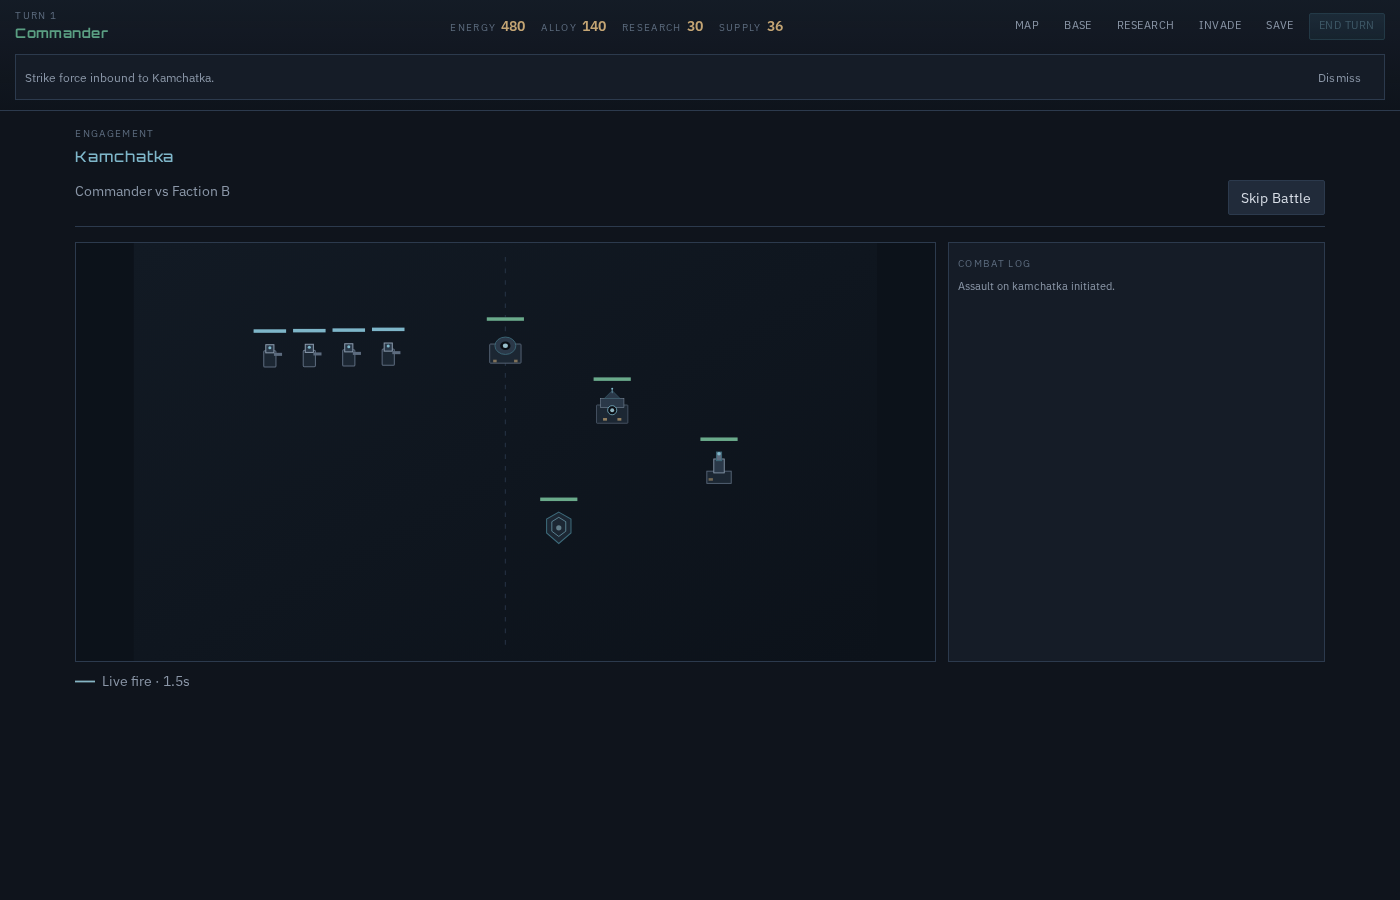 TURN 1
Commander
ENERGY 480 ALLOY 140 RESEARCH 30 SUPPLY 36
MAP BASE RESEARCH INVADE SAVE END TURN
Strike force inbound to Kamchatka.
Dismiss
ENGAGEMENT
Kamchatka
Commander vs Faction B
Skip Battle
COMBAT LOG
Assault on kamchatka initiated.
Live fire · 1.5s